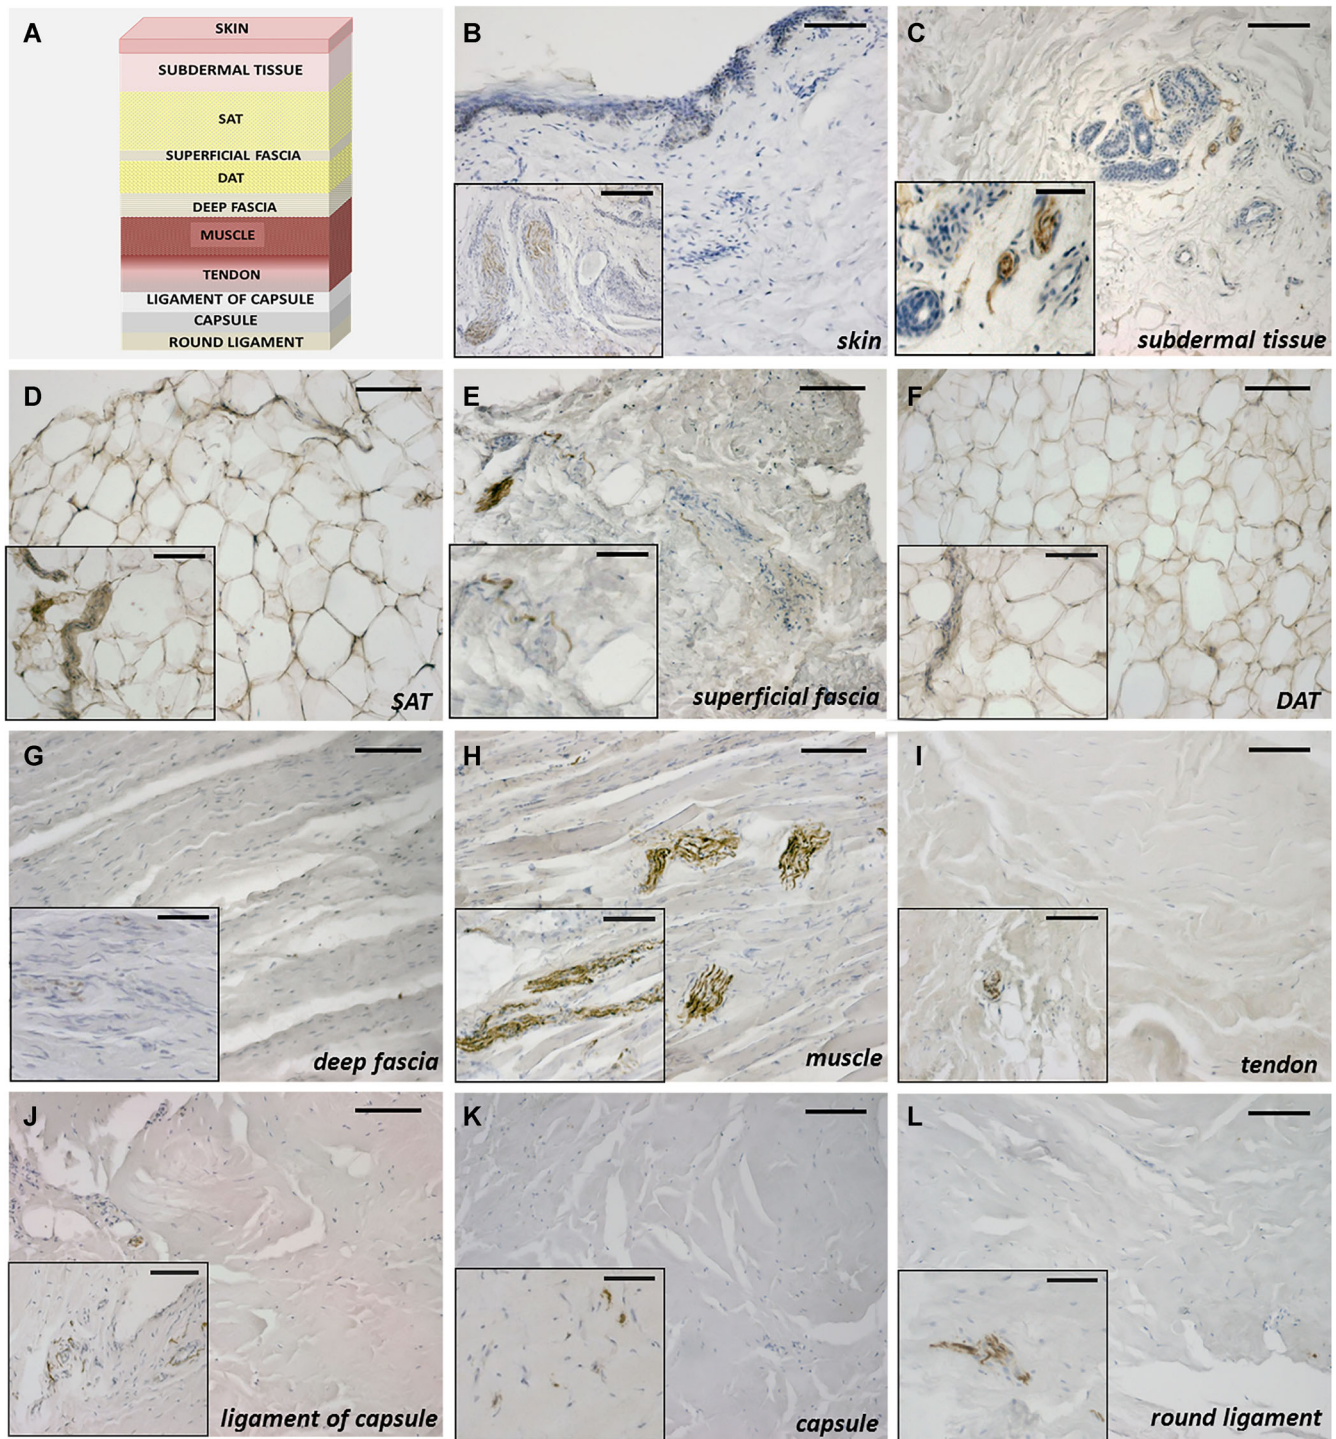 A
SKIN
SUBDERMAL TISSUE
SAT
SUPERFICIAL FASCIA
DAT
DEEP FASCIA
MUSCLE
TENDON
LIGAMENT OF CAPSULE
CAPSULE
ROUND LIGAMENT
B
skin
C
subdermal tissue
D
SAT
E
superficial fascia
F
DAT
G
deep fascia
H
muscle
I
tendon
J
ligament of capsule
K
capsule
L
round ligament